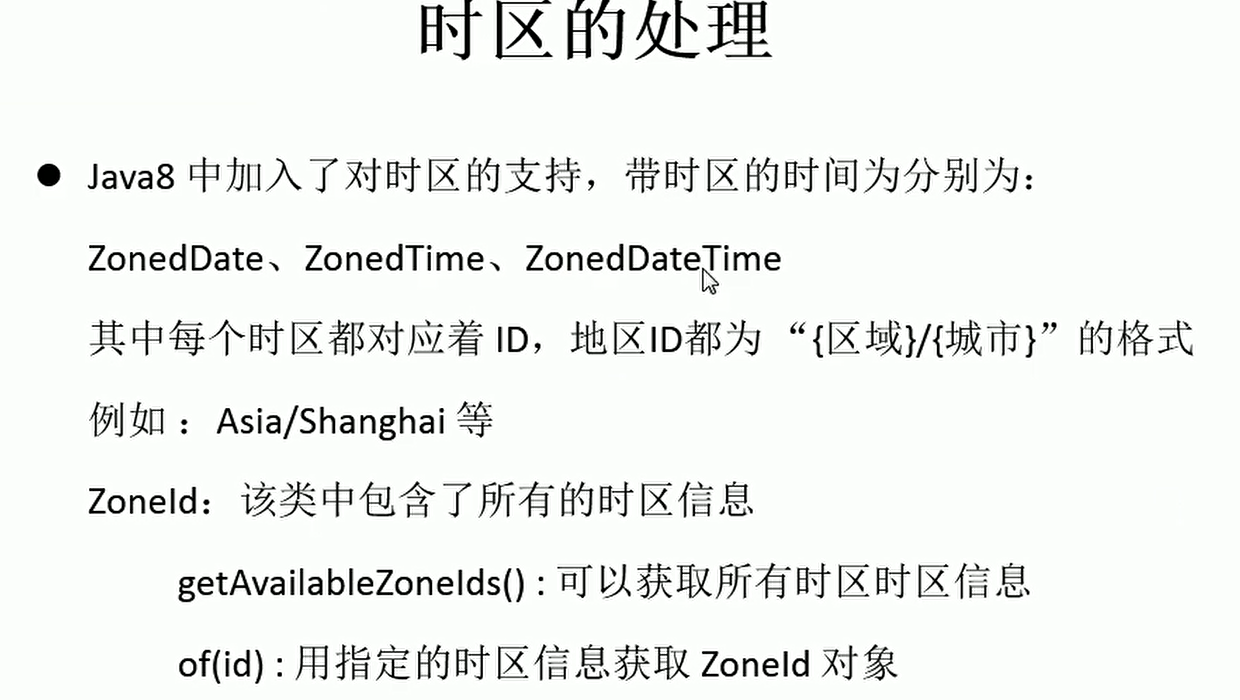 时区的处理
● Java8 中加入了对时区的支持，带时区的时间为分别为：
ZonedDate、ZonedTime、ZonedDateTime
其中每个时区都对应着 ID，地区ID都为 “{区域}/{城市}”的格式
例如 ：Asia/Shanghai 等
ZoneId：该类中包含了所有的时区信息
getAvailableZoneIds() : 可以获取所有时区时区信息
of(id) : 用指定的时区信息获取 ZoneId 对象